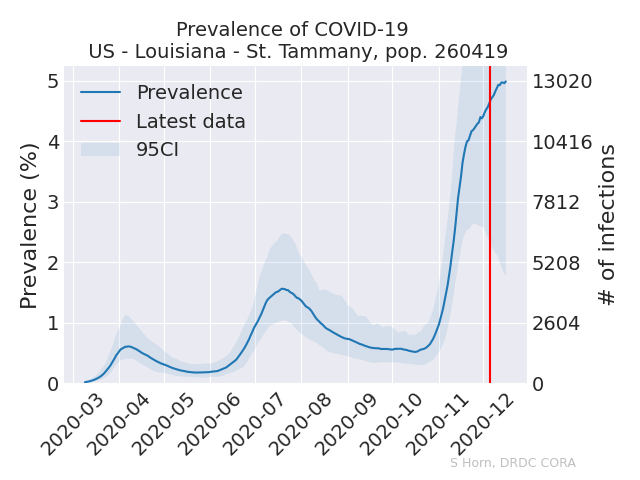 Prevalence of COVID-19
US - Louisiana - St. Tammany, pop. 260419
Prevalence
Latest data
95CI
Prevalence (%)
5
4
3
2
1
0
13020
10416
7812
5208
2604
0
# of infections
2020-03
2020-04
2020-05
2020-06
2020-07
2020-08
2020-09
2020-10
2020-11
2020-12
S Horn, DRDC CORA